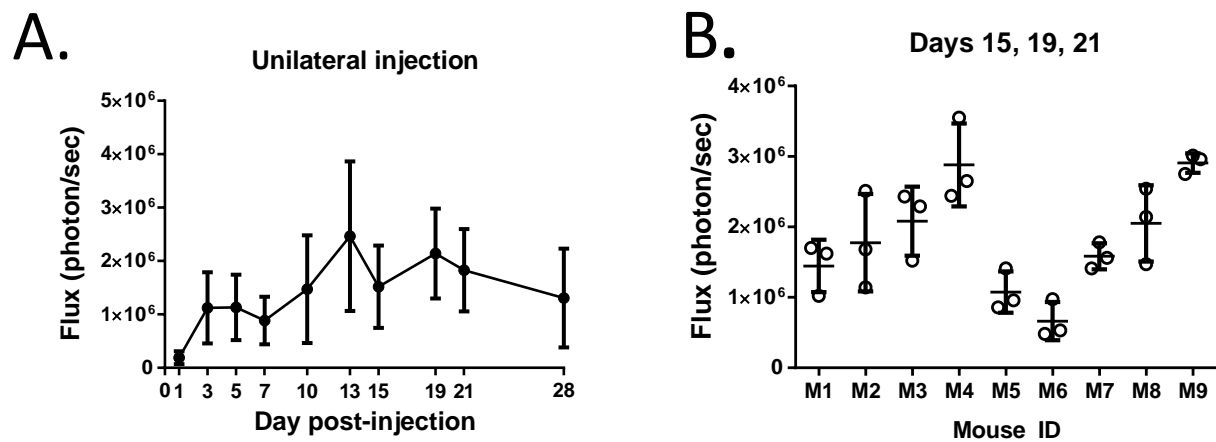 A.
Unilateral injection
Flux (photon/sec)
5×10⁶
4×10⁶
3×10⁶
2×10⁶
1×10⁶
0
0 1 3 5 7 10 13 15 19 21 28
Day post-injection
B.
Days 15, 19, 21
Flux (photon/sec)
4×10⁶
3×10⁶
2×10⁶
1×10⁶
0
M1 M2 M3 M4 M5 M6 M7 M8 M9
Mouse ID